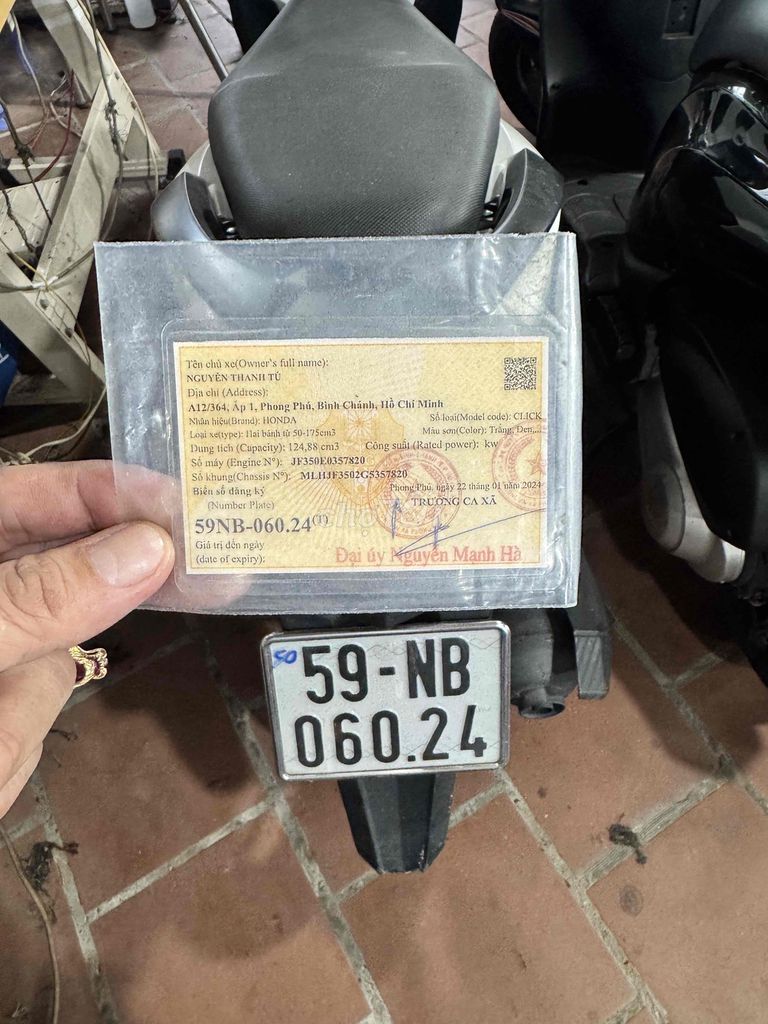 Tên chủ xe(Owner's full name):
NGUYỄN THANH TÚ
Địa chỉ (Address):
A12/364, Ấp 1, Phong Phú, Bình Chánh, Hồ Chí Minh
Nhãn hiệu(Brand): HONDA Số loại(Model code): CLICK
Loại xe(type): Hai bánh từ 50-175cm3 Màu sơn(Color): Trắng, Đen,...
Dung tích (Capacity): 124,88 cm3 Công suất (Rated power): kw
Số máy (Engine N°): JF350E0357820
Số khung(Chassis N°): MLHJF3502G5357820
Biển số đăng ký Phong Phú, ngày 22 tháng 01 năm 2024
(Number Plate) TRƯỞNG CA XÃ
59NB-060.24(T)
Giá trị đến ngày
(date of expiry): Đại úy Nguyễn Mạnh Hà
50
59-NB
060.24